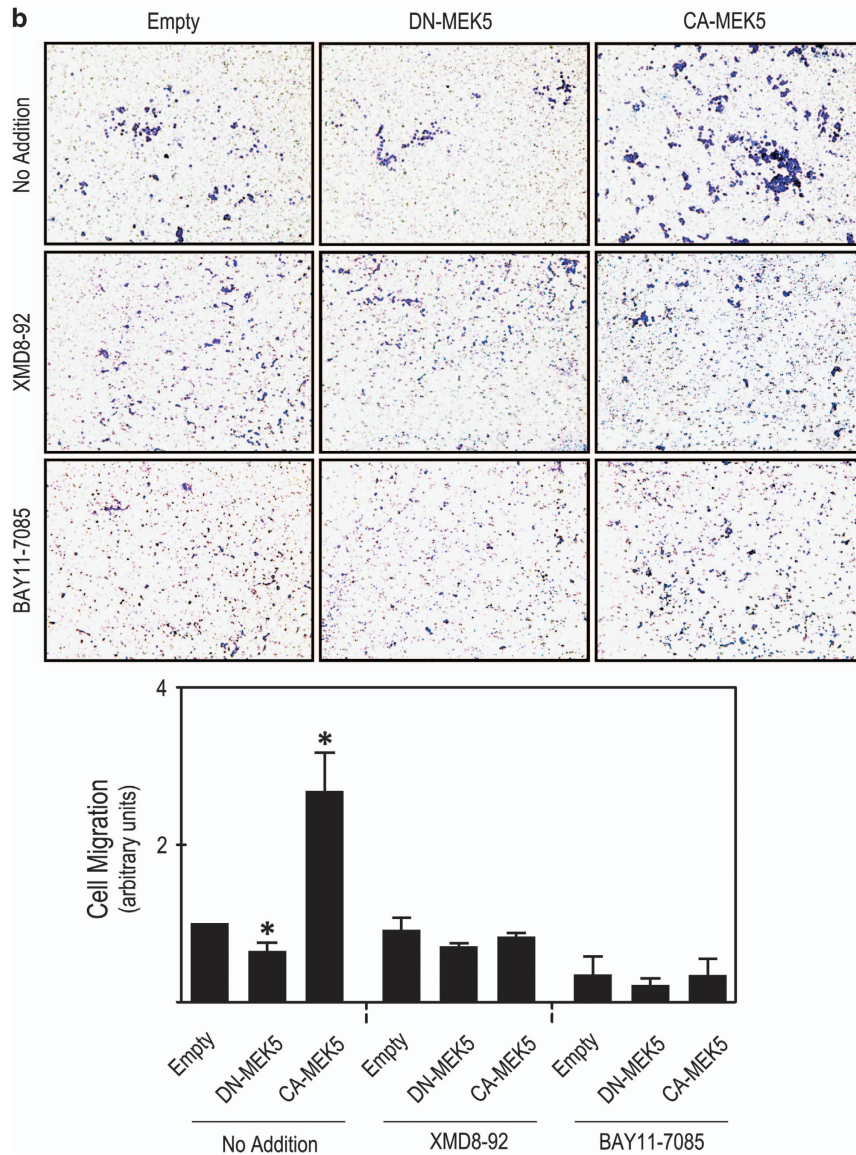 b
Empty DN-MEK5 CA-MEK5
No Addition
XMD8-92
BAY11-7085
4
2
Cell Migration
(arbitrary units)
*
*
Empty DN-MEK5 CA-MEK5 Empty DN-MEK5 CA-MEK5 Empty DN-MEK5 CA-MEK5
No Addition XMD8-92 BAY11-7085